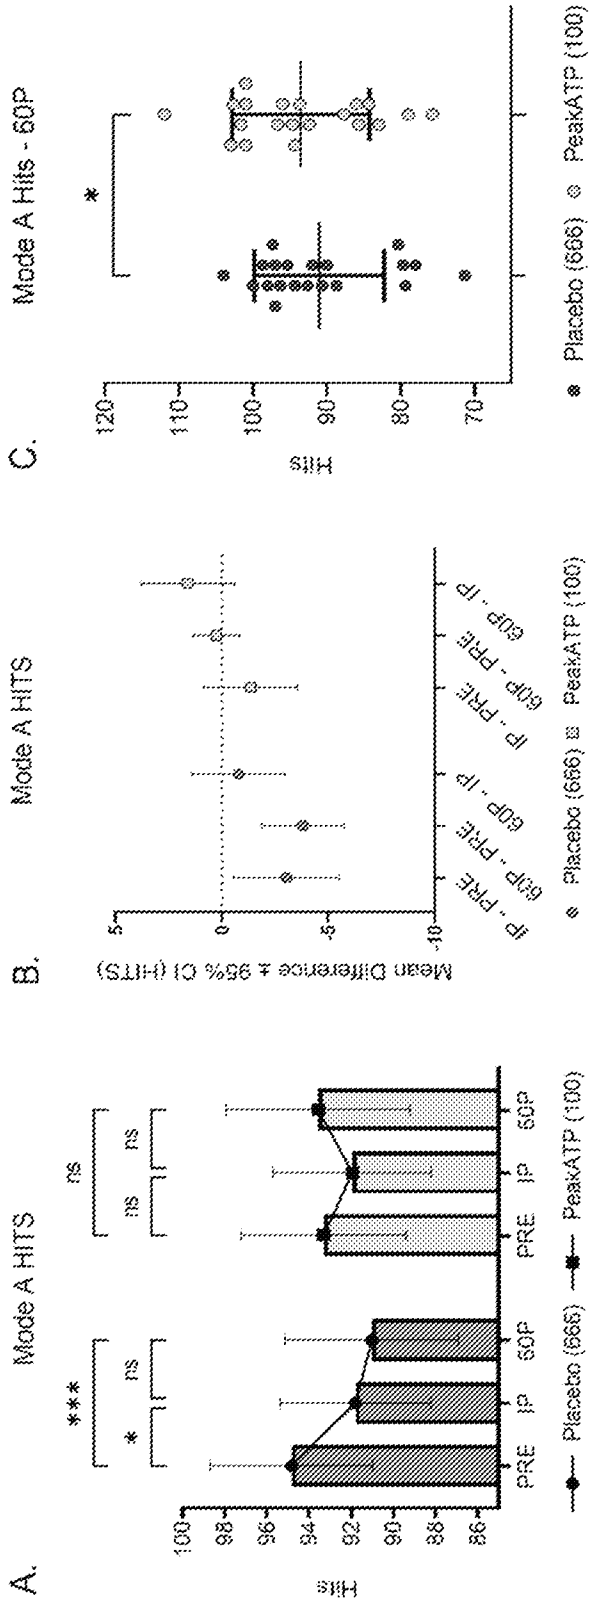 A.
Mode A HITS
***
*
ns
ns
ns
ns
Hits
100
98
96
94
92
90
88
86
PRE
IP
60P
PRE
IP
60P
Placebo (666)
PeakATP (100)
B.
Mode A HITS
Mean Difference ± 95% CI (HITS)
5
0
-5
-10
IP .. PRE
60P .. PRE
60P .. IP
IP .. PRE
60P .. PRE
60P .. IP
Placebo (666)
PeakATP (100)
C.
Mode A Hits - 60P
*
Hits
120
110
100
90
80
70
Placebo (666)
PeakATP (100)